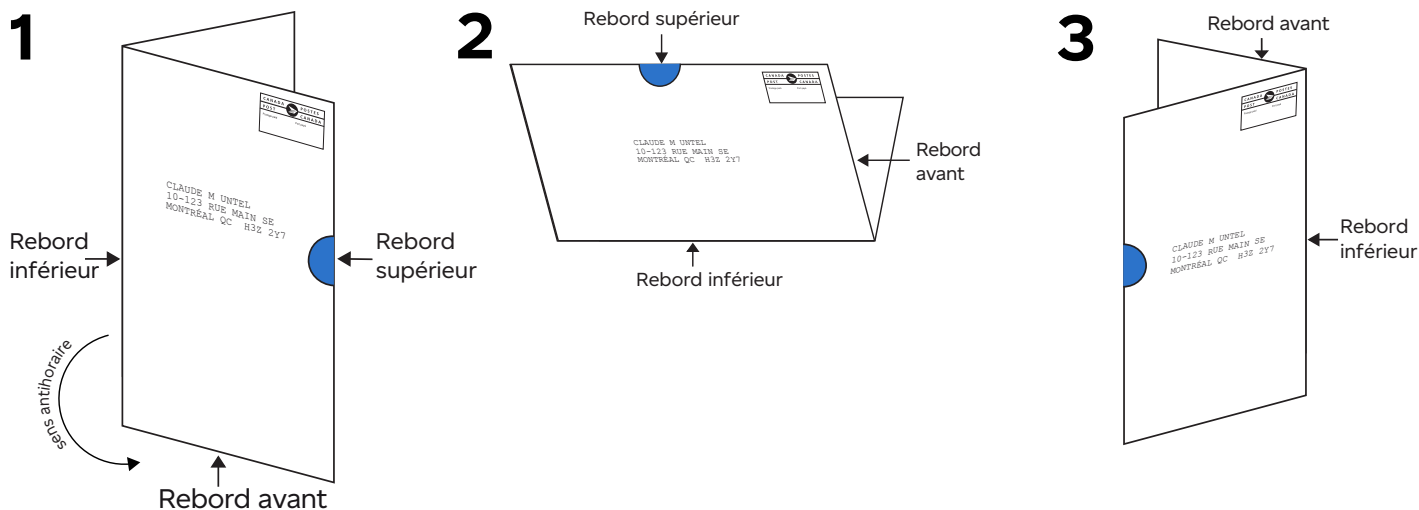 1
CANADA POSTES
POST CANADA
CLAUDE M UNTEL
10-123 RUE MAIN SE
MONTRÉAL QC H3Z 2Y7
Rebord
inférieur
Rebord
supérieur
sens antihoraire
Rebord avant
2
Rebord supérieur
CANADA POSTES
POST CANADA
CLAUDE M UNTEL
10-123 RUE MAIN SE
MONTRÉAL QC H3Z 2Y7
Rebord
avant
Rebord inférieur
3
Rebord avant
CANADA POSTES
POST CANADA
CLAUDE M UNTEL
10-123 RUE MAIN SE
MONTRÉAL QC H3Z 2Y7
Rebord
inférieur